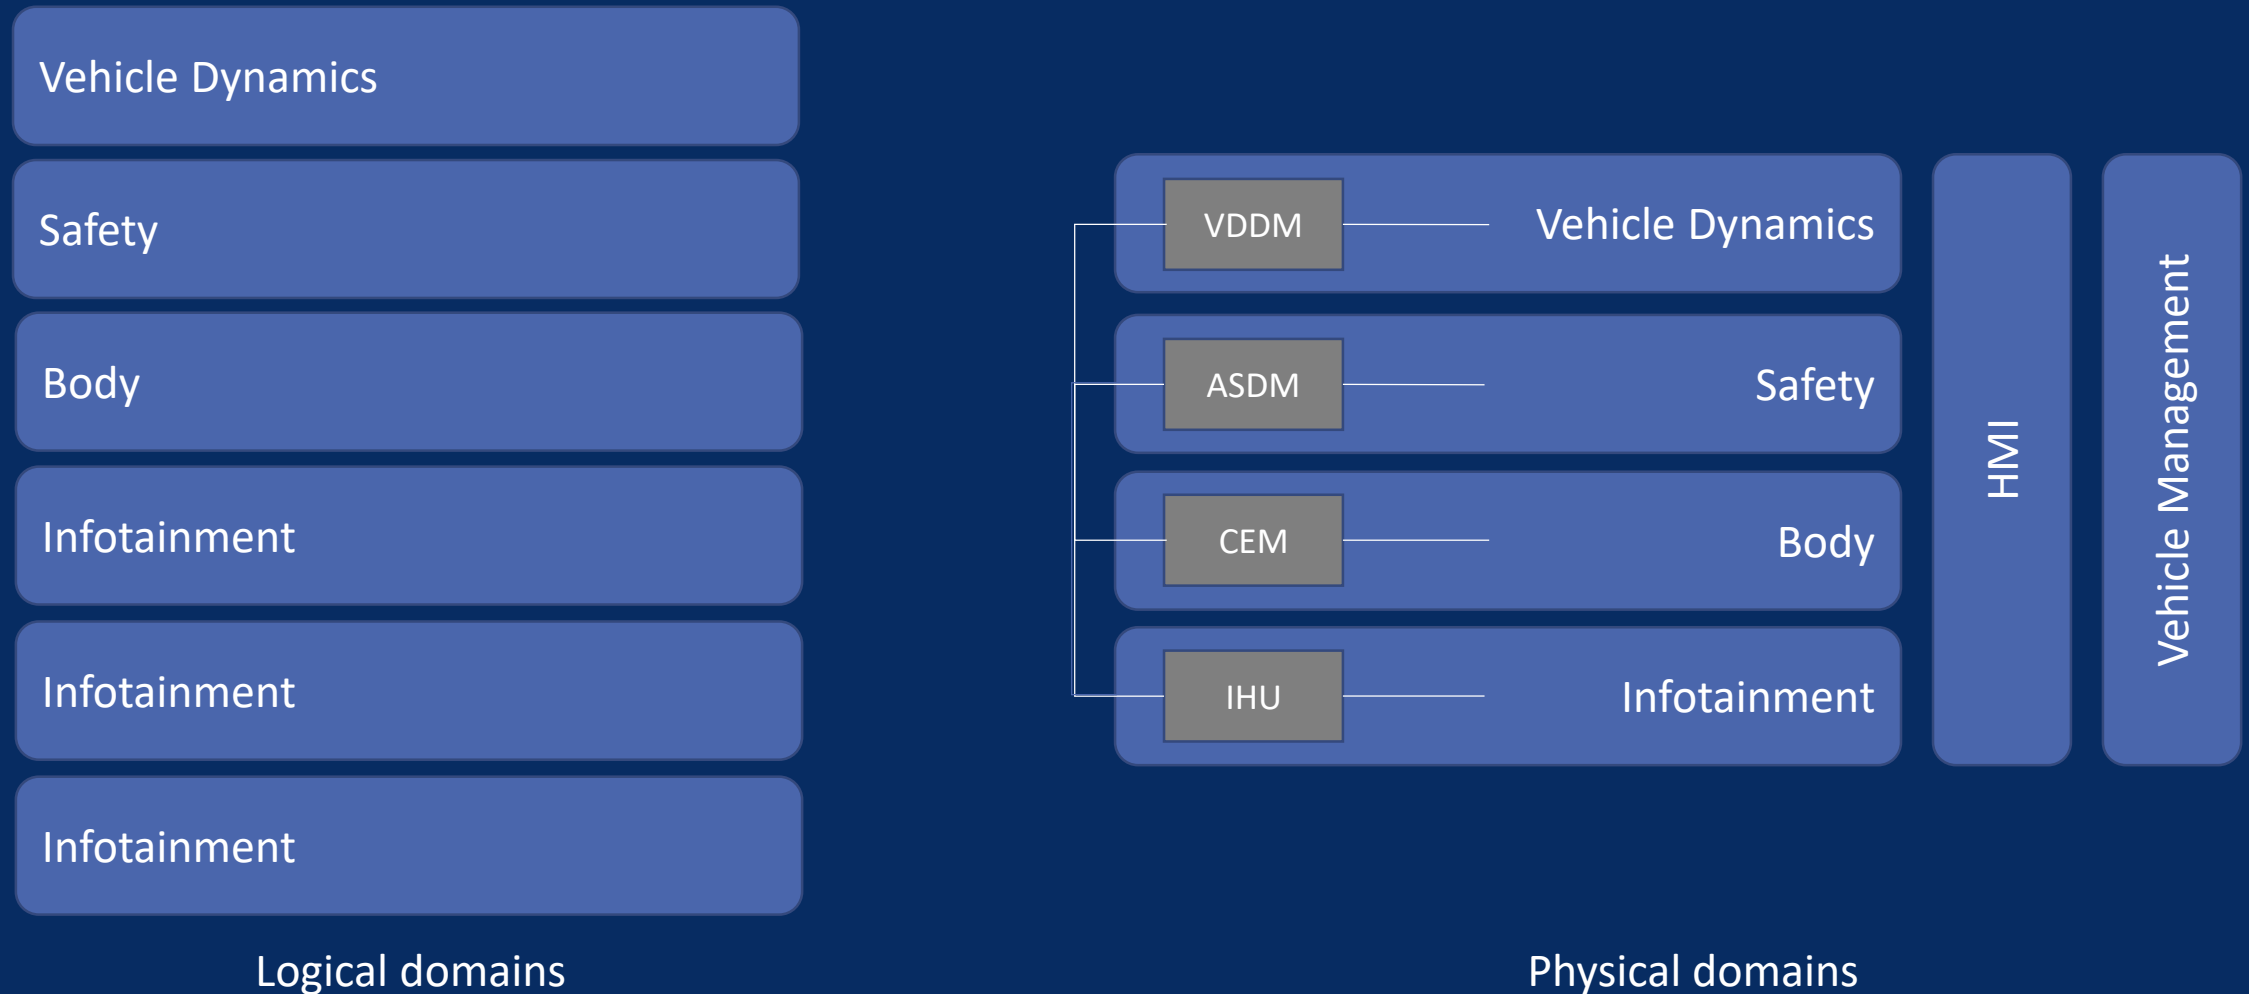 Vehicle Dynamics
Safety
Body
Infotainment
Infotainment
Infotainment
Logical domains
VDDM
Vehicle Dynamics
ASDM
Safety
CEM
Body
IHU
Infotainment
HMI
Vehicle Management
Physical domains